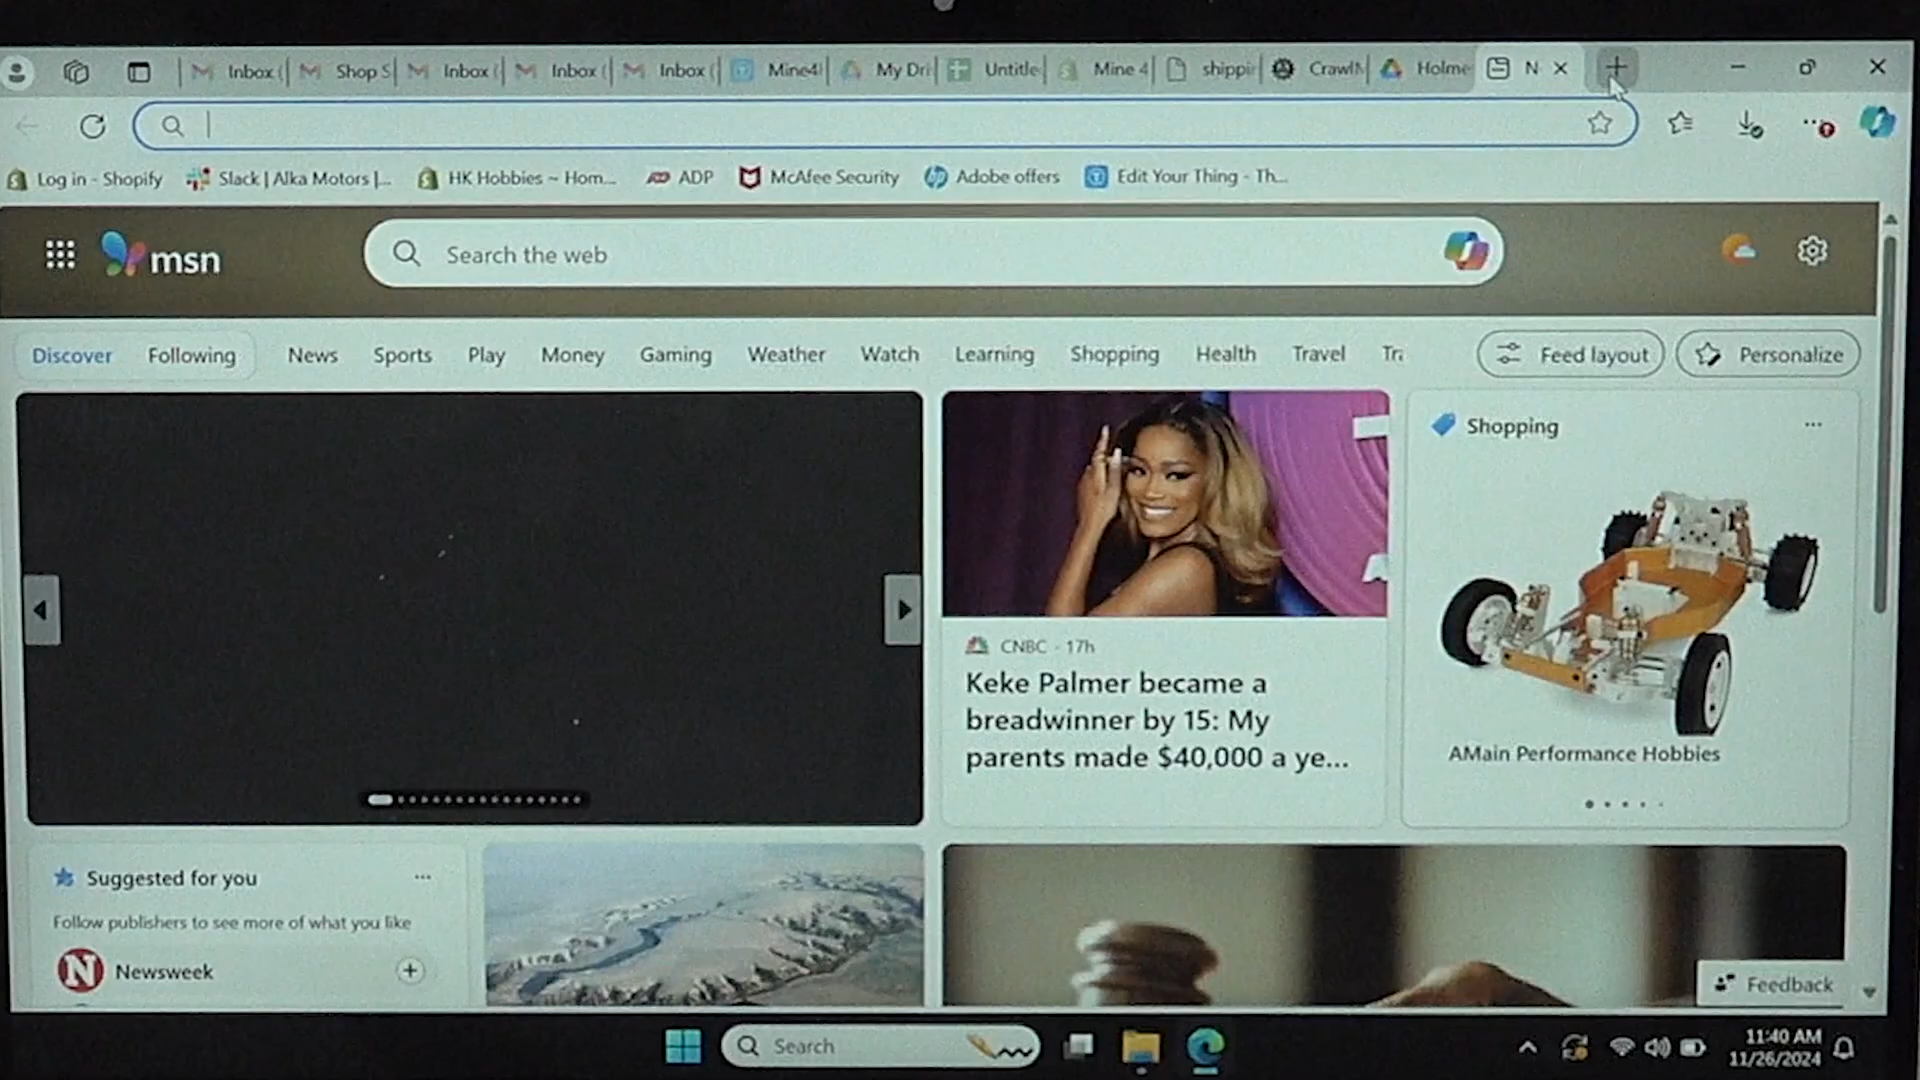 Inbox (
Shop S
Inbox (
Inbox (
Inbox (
Mine4
My Dri
Untitle
Mine 4
shippin
CrawlM
Holme
N
Log in - Shopify
Slack | Alka Motors |...
HK Hobbies ~ Hom...
ADP
McAfee Security
Adobe offers
Edit Your Thing - Th...
msn
Search the web
Discover
Following
News
Sports
Play
Money
Gaming
Weather
Watch
Learning
Shopping
Health
Travel
Feed layout
Personalize
CNBC · 17h
Keke Palmer became a
breadwinner by 15: My
parents made $40,000 a ye...
Shopping
AMain Performance Hobbies
Suggested for you
Follow publishers to see more of what you like
N Newsweek
Feedback
Search
11:40 AM
11/26/2024